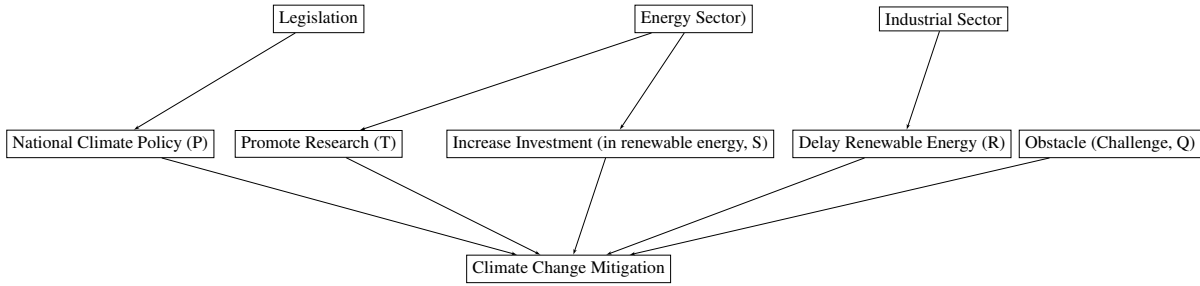 Legislation
Energy Sector)
Industrial Sector
National Climate Policy (P)
Promote Research (T)
Increase Investment (in renewable energy, S)
Delay Renewable Energy (R)
Obstacle (Challenge, Q)
Climate Change Mitigation